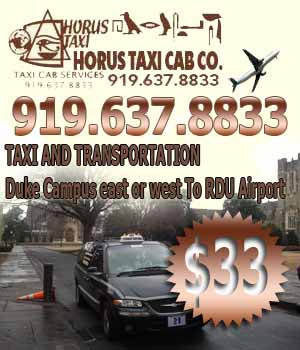 HORUS
TAXI
TAXI CAB SERVICES
919.637.8833
HORUS TAXI CAB CO.
919.637.8833
919.637.8833
TAXI AND TRANSPORTATION
Duke Campus east or west To RDU Airport
$33